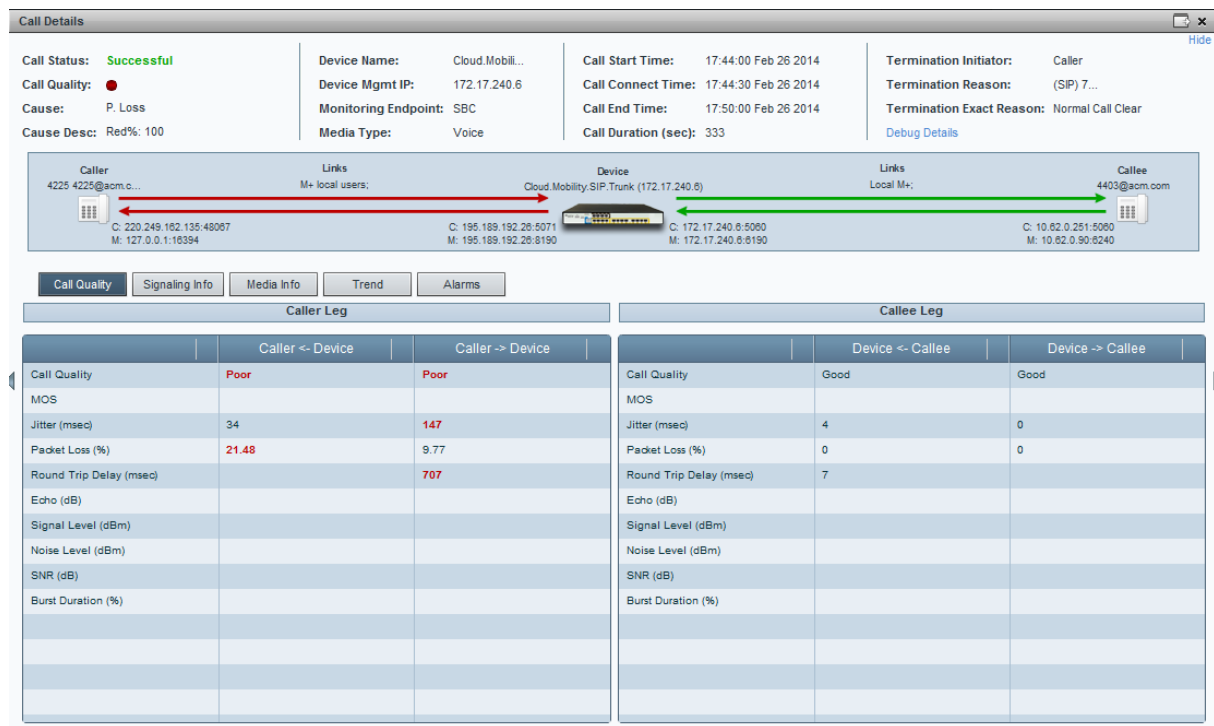 Call Details
Hide
Call Status: Successful
Call Quality:
Cause: P. Loss
Cause Desc: Red%: 100
Device Name: Cloud.Mobili...
Device Mgmt IP: 172.17.240.6
Monitoring Endpoint: SBC
Media Type: Voice
Call Start Time: 17:44:00 Feb 26 2014
Call Connect Time: 17:44:30 Feb 26 2014
Call End Time: 17:50:00 Feb 26 2014
Call Duration (sec): 333
Termination Initiator: Caller
Termination Reason: (SIP) 7...
Termination Exact Reason: Normal Call Clear
Debug Details
Caller
4225 4225@acm.c...
Links
M+ local users;
Device
Cloud.Mobility.SIP.Trunk (172.17.240.6)
Links
Local M+;
Callee
4403@acm.com
C: 220.249.162.135:48067
M: 127.0.0.1:16394
C: 195.189.192.26:5071
M: 195.189.192.26:8190
C: 172.17.240.6:5060
M: 172.17.240.6:6190
C: 10.62.0.251:5060
M: 10.62.0.90:6240
Call Quality Signaling Info Media Info Trend Alarms
Caller Leg
Caller <- Device Caller -> Device
Call Quality Poor Poor
MOS
Jitter (msec) 34 147
Packet Loss (%) 21.48 9.77
Round Trip Delay (msec) 707
Echo (dB)
Signal Level (dBm)
Noise Level (dBm)
SNR (dB)
Burst Duration (%)
Callee Leg
Device <- Callee Device -> Callee
Call Quality Good Good
MOS
Jitter (msec) 4 0
Packet Loss (%) 0 0
Round Trip Delay (msec) 7
Echo (dB)
Signal Level (dBm)
Noise Level (dBm)
SNR (dB)
Burst Duration (%)